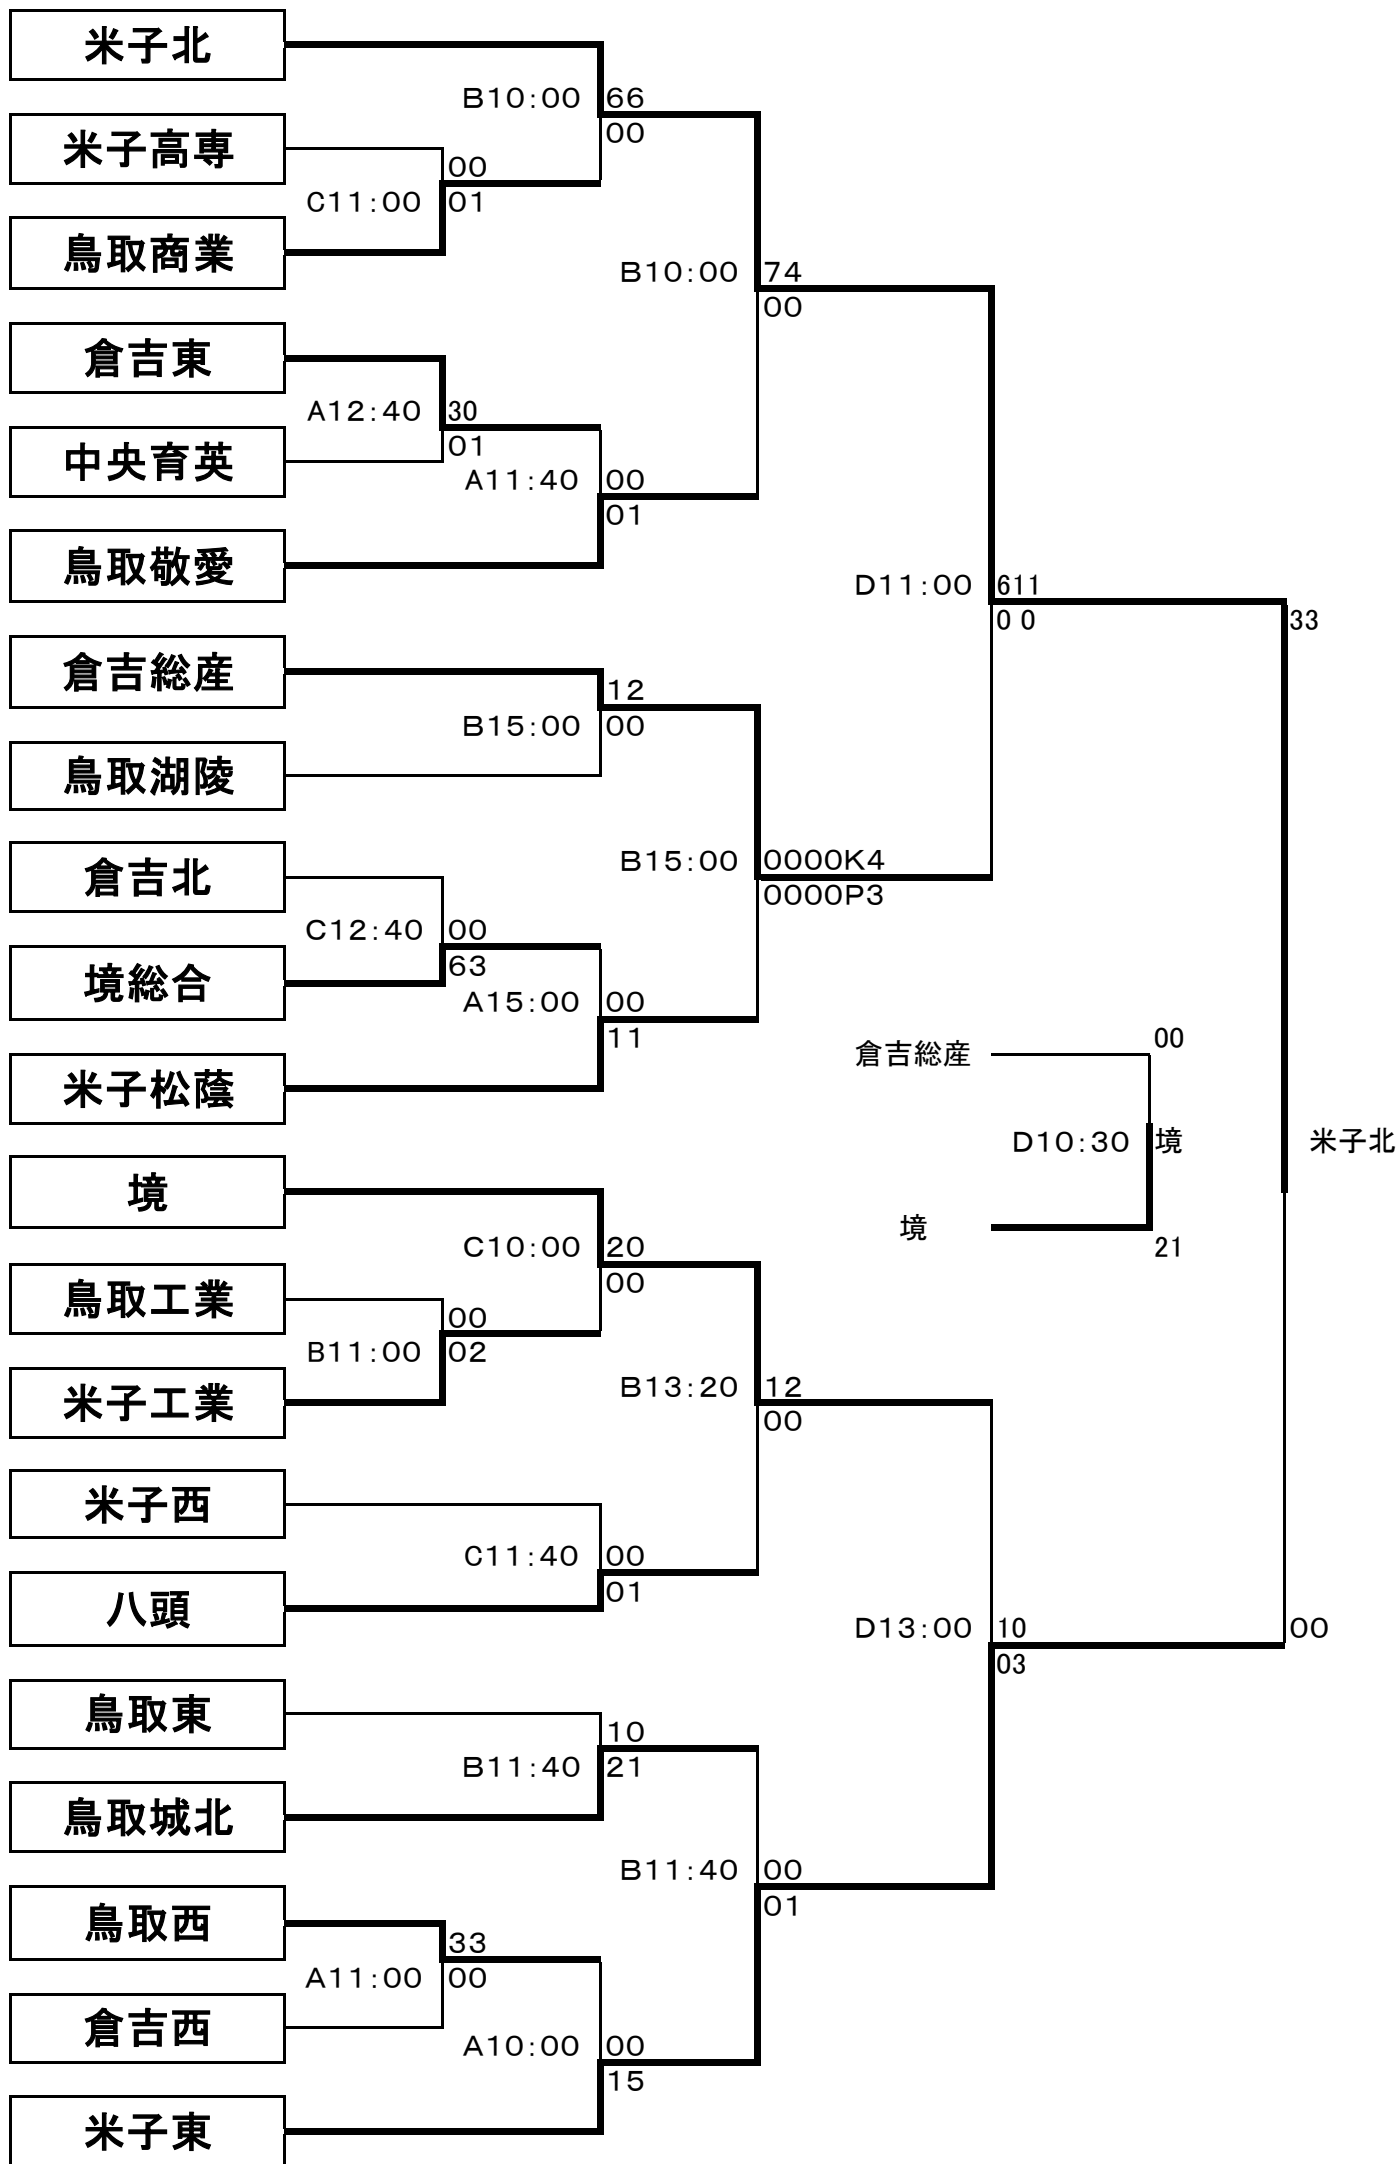 米子北
B10:00 66
00
米子高専
00
C11:00 01
鳥取商業
B10:00 74
00
倉吉東
A12:40 30
01
中央育英
A11:40 00
01
鳥取敬愛
D11:00 611
0 0
33
倉吉総産
12
B15:00 00
鳥取湖陵
B15:00 0000K4
0000P3
倉吉北
C12:40 00
63
境総合
A15:00 00
11
米子松蔭
倉吉総産 00
D10:30 境
米子北
境 21
境
C10:00 20
00
鳥取工業
00
B11:00 02
米子工業
B13:20 12
00
米子西
C11:40 00
01
八頭
D13:00 10
03
00
鳥取東
10
B11:40 21
鳥取城北
B11:40 00
01
鳥取西
33
A11:00 00
倉吉西
A10:00 00
15
米子東